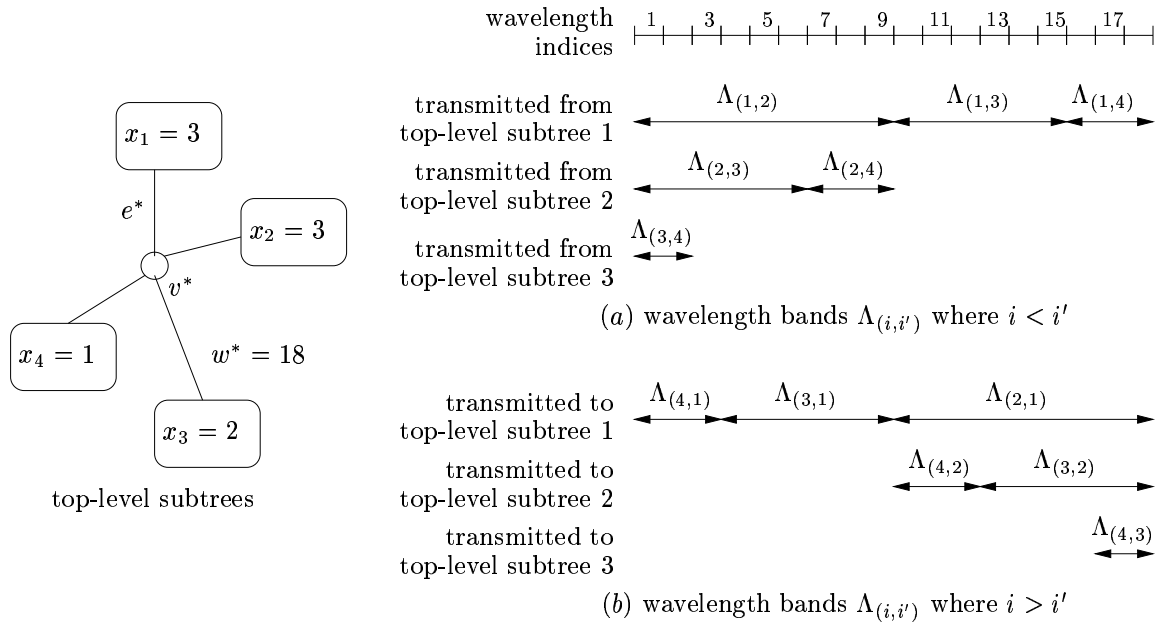 x₁ = 3
e*
x₂ = 3
v*
x₄ = 1
w* = 18
x₃ = 2
top-level subtrees
wavelength
indices
1 3 5 7 9 11 13 15 17
transmitted from
top-level subtree 1
Λ(1,2) Λ(1,3) Λ(1,4)
transmitted from
top-level subtree 2
Λ(2,3) Λ(2,4)
transmitted from
top-level subtree 3
Λ(3,4)
(a) wavelength bands Λ(i,i′) where i < i′
transmitted to
top-level subtree 1
Λ(4,1) Λ(3,1) Λ(2,1)
transmitted to
top-level subtree 2
Λ(4,2) Λ(3,2)
transmitted to
top-level subtree 3
Λ(4,3)
(b) wavelength bands Λ(i,i′) where i > i′